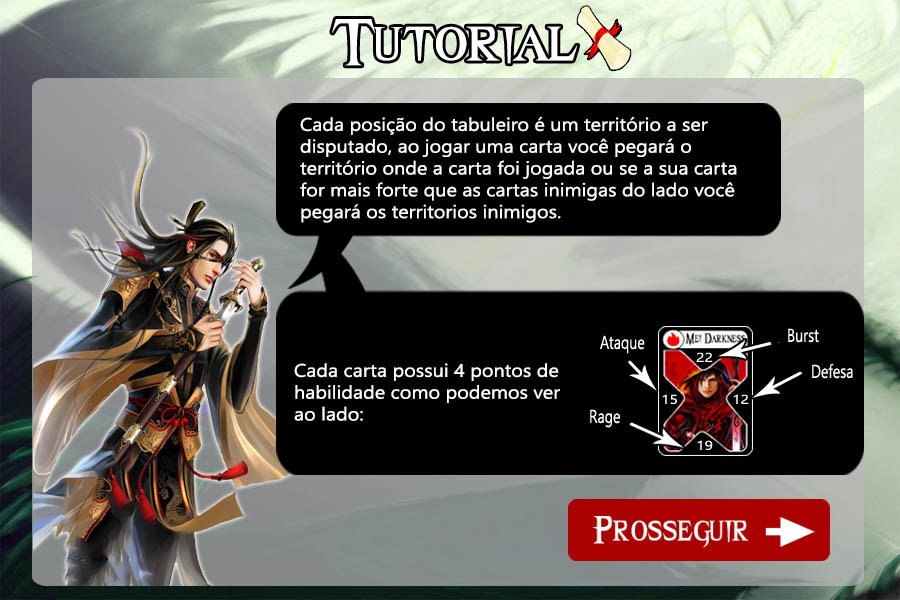 Tutorial
Cada posição do tabuleiro é um território a ser
disputado, ao jogar uma carta você pegará o
território onde a carta foi jogada ou se a sua carta
for mais forte que as cartas inimigas do lado você
pegará os territorios inimigos.
Cada carta possui 4 pontos de
habilidade como podemos ver
ao lado:
Ataque
Burst
Defesa
Rage
Mei Darkness
22
15
12
19
Prosseguir